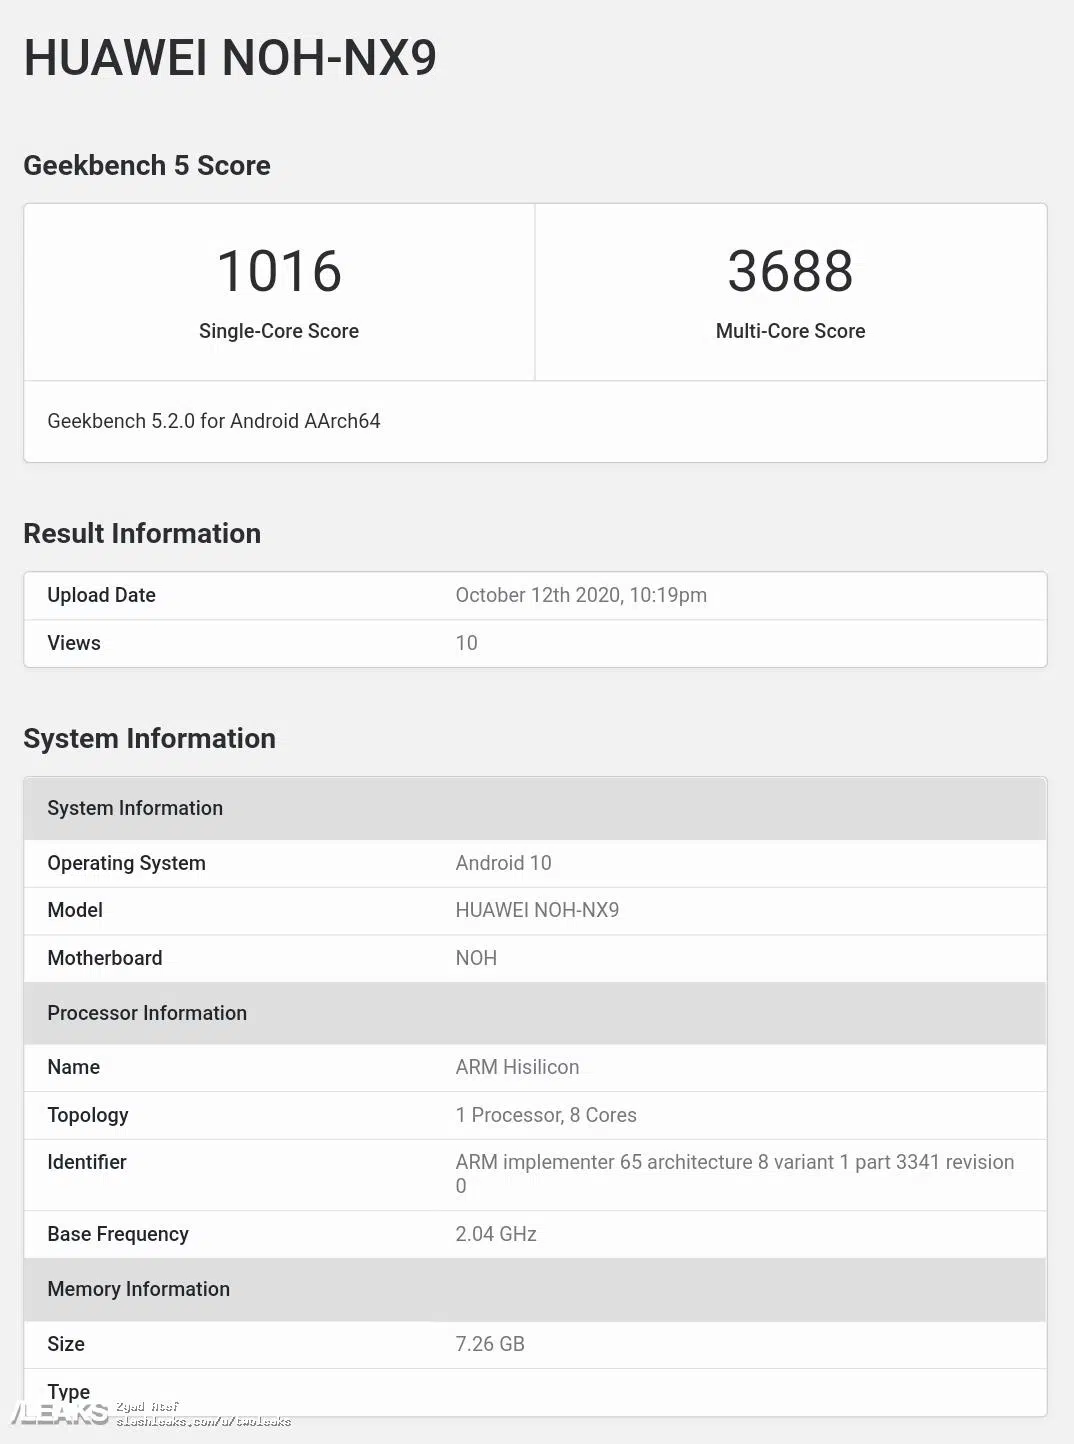 HUAWEI NOH-NX9
Geekbench 5 Score
1016
Single-Core Score
3688
Multi-Core Score
Geekbench 5.2.0 for Android AArch64
Result Information
Upload Date October 12th 2020, 10:19pm
Views 10
System Information
System Information
Operating System Android 10
Model HUAWEI NOH-NX9
Motherboard NOH
Processor Information
Name ARM Hisilicon
Topology 1 Processor, 8 Cores
Identifier ARM implementer 65 architecture 8 variant 1 part 3341 revision
0
Base Frequency 2.04 GHz
Memory Information
Size 7.26 GB
Type
/LEAKS Zyad Atef
slashleaks.com/u/twoleaks